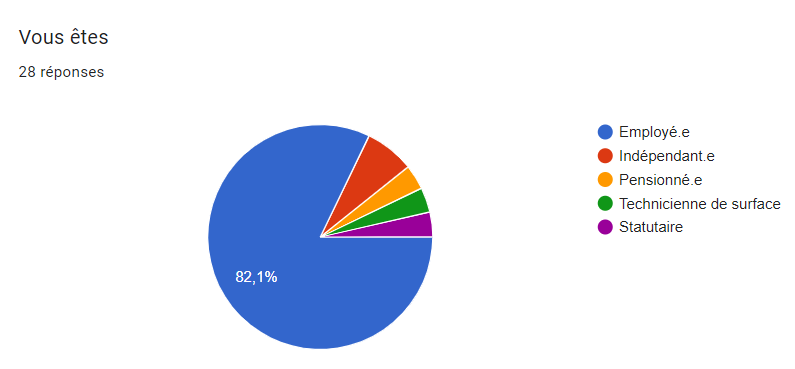 Vous êtes
28 réponses
Employé.e
Indépendant.e
Pensionné.e
Technicienne de surface
Statutaire
82,1%